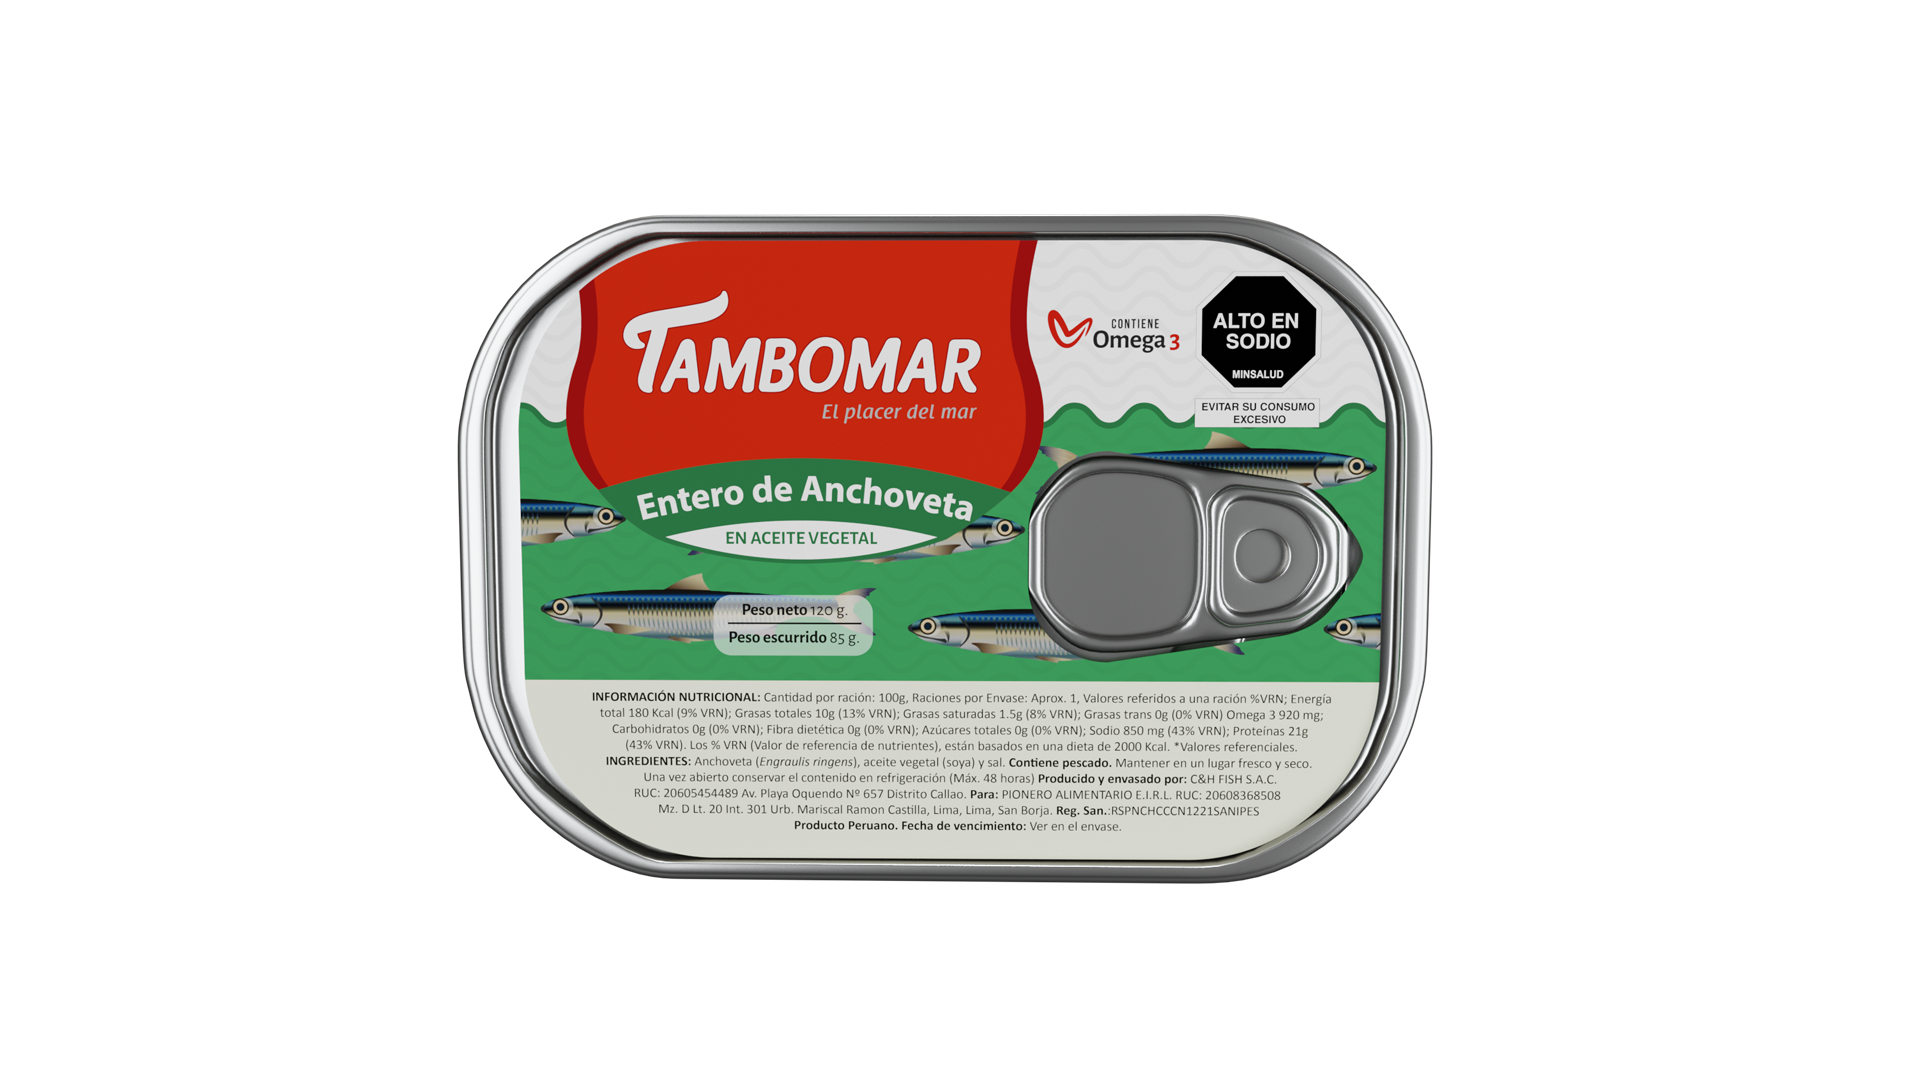 TAMBOMAR
El placer del mar
CONTIENE
Omega 3
ALTO EN
SODIO
MINSALUD
EVITAR SU CONSUMO
EXCESIVO
Entero de Anchoveta
EN ACEITE VEGETAL
Peso neto 120 g.
Peso escurrido 85 g.
INFORMACIÓN NUTRICIONAL: Cantidad por ración: 100g, Raciones por Envase: Aprox. 1, Valores referidos a una ración %VRN; Energía
total 180 Kcal (9% VRN); Grasas totales 10g (13% VRN); Grasas saturadas 1.5g (8% VRN); Grasas trans 0g (0% VRN) Omega 3 920 mg;
Carbohidratos 0g (0% VRN); Fibra dietética 0g (0% VRN); Azúcares totales 0g (0% VRN); Sodio 850 mg (43% VRN); Proteínas 21g
(43% VRN). Los % VRN (Valor de referencia de nutrientes), están basados en una dieta de 2000 Kcal. *Valores referenciales.
INGREDIENTES: Anchoveta (Engraulis ringens), aceite vegetal (soya) y sal. Contiene pescado. Mantener en un lugar fresco y seco.
Una vez abierto conservar el contenido en refrigeración (Máx. 48 horas) Producido y envasado por: C&H FISH S.A.C.
RUC: 20605454489 Av. Playa Oquendo Nº 657 Distrito Callao. Para: PIONERO ALIMENTARIO E.I.R.L. RUC: 20608368508
Mz. D Lt. 20 Int. 301 Urb. Mariscal Ramon Castilla, Lima, Lima, San Borja. Reg. San.:RSPNCHCCCN1221SANIPES
Producto Peruano. Fecha de vencimiento: Ver en el envase.